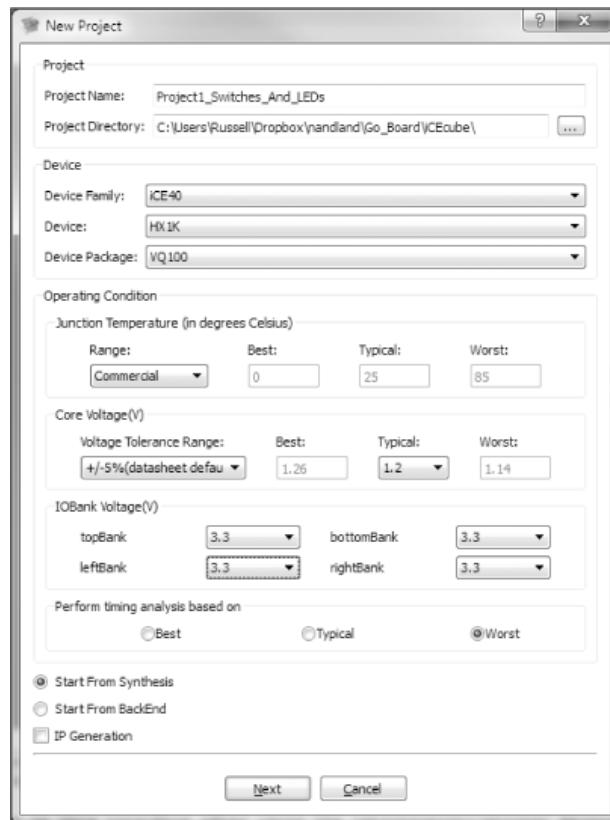 New Project
Project
Project Name: Project1_Switches_And_LEDs
Project Directory: C:\Users\Russell\Dropbox\nandland\Go_Board\iCEcube\ ...
Device
Device Family: iCE40
Device: HX1K
Device Package: VQ100
Operating Condition
Junction Temperature (in degrees Celsius)
Range: Best: Typical: Worst:
Commercial 0 25 85
Core Voltage(V)
Voltage Tolerance Range: Best: Typical: Worst:
+/-5%(datasheet defau 1.26 1.2 1.14
IOBank Voltage(V)
topBank 3.3 bottomBank 3.3
leftBank 3.3 rightBank 3.3
Perform timing analysis based on
Best Typical Worst
Start From Synthesis
Start From BackEnd
IP Generation
Next Cancel